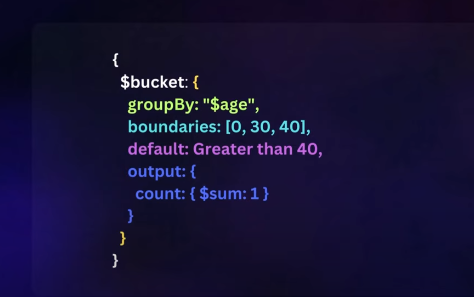 {
$bucket: {
groupBy: "$age",
boundaries: [0, 30, 40],
default: Greater than 40,
output: {
count: { $sum: 1 }
}
}
}